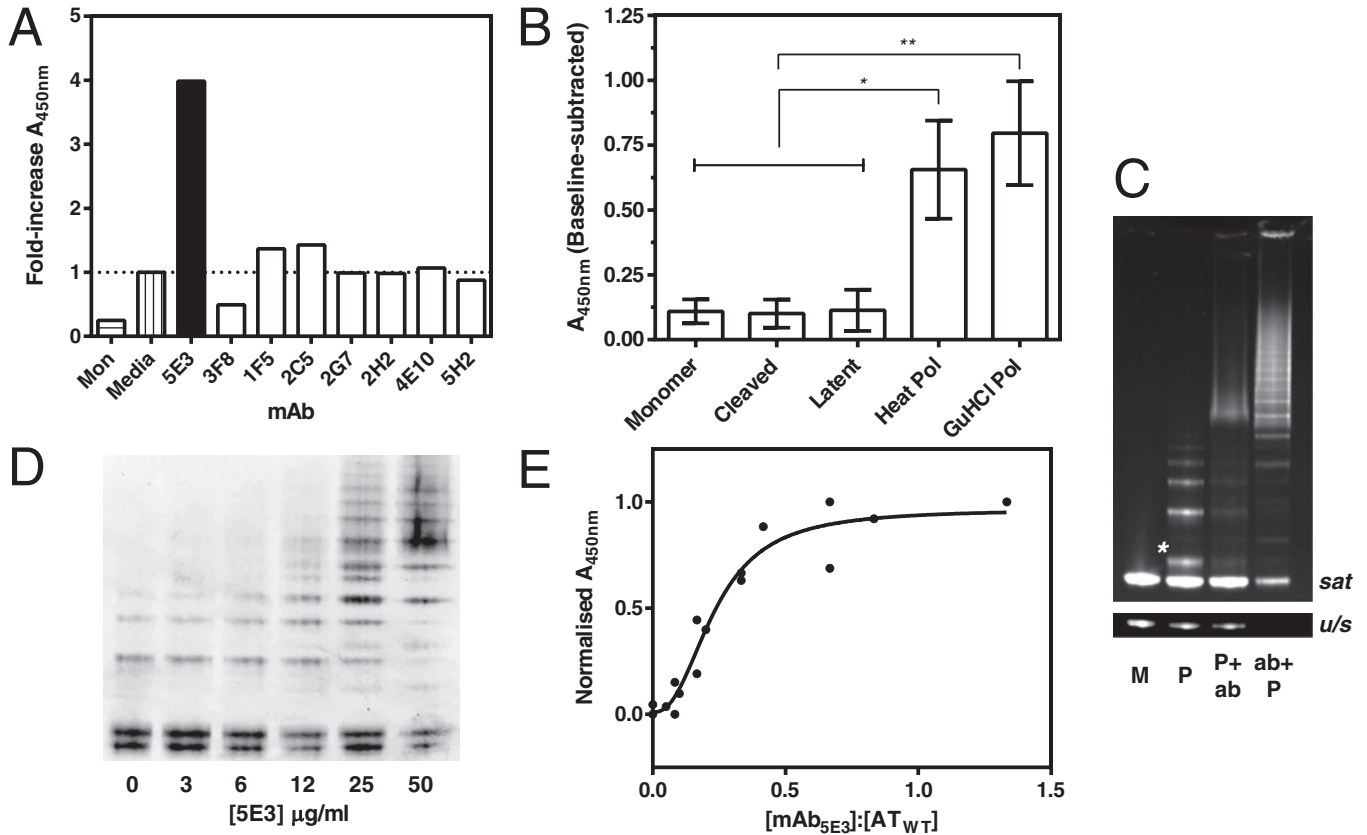 A
Fold-increase A450nm
5
4
3
2
1
0
Mon
Media
5E3
3F8
1F5
2C5
2G7
2H2
4E10
5H2
mAb
B
A450nm (Baseline-subtracted)
1.25
1.00
0.75
0.50
0.25
0.00
**
*
Monomer
Cleaved
Latent
Heat Pol
GuHCl Pol
C
*
sat
u/s
M
P
P+ ab
ab+ P
D
0 3 6 12 25 50
[5E3] µg/ml
E
Normalised A450nm
1.0
0.5
0.0
0.0 0.5 1.0 1.5
[mAb5E3]:[ATWT]